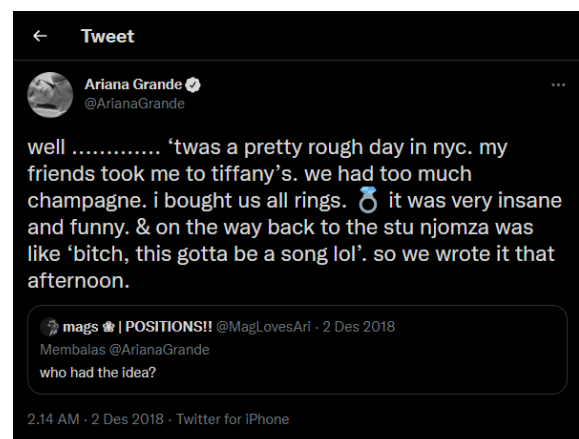 ← Tweet
Ariana Grande
@ArianaGrande
well ............. ‘twas a pretty rough day in nyc. my
friends took me to tiffany’s. we had too much
champagne. i bought us all rings. 💍 it was very insane
and funny. & on the way back to the stu njomza was
like ‘bitch, this gotta be a song lol’. so we wrote it that
afternoon.
mags 🏵 | POSITIONS!! @MagLovesAri · 2 Des 2018
Membalas @ArianaGrande
who had the idea?
2.14 AM · 2 Des 2018 · Twitter for iPhone